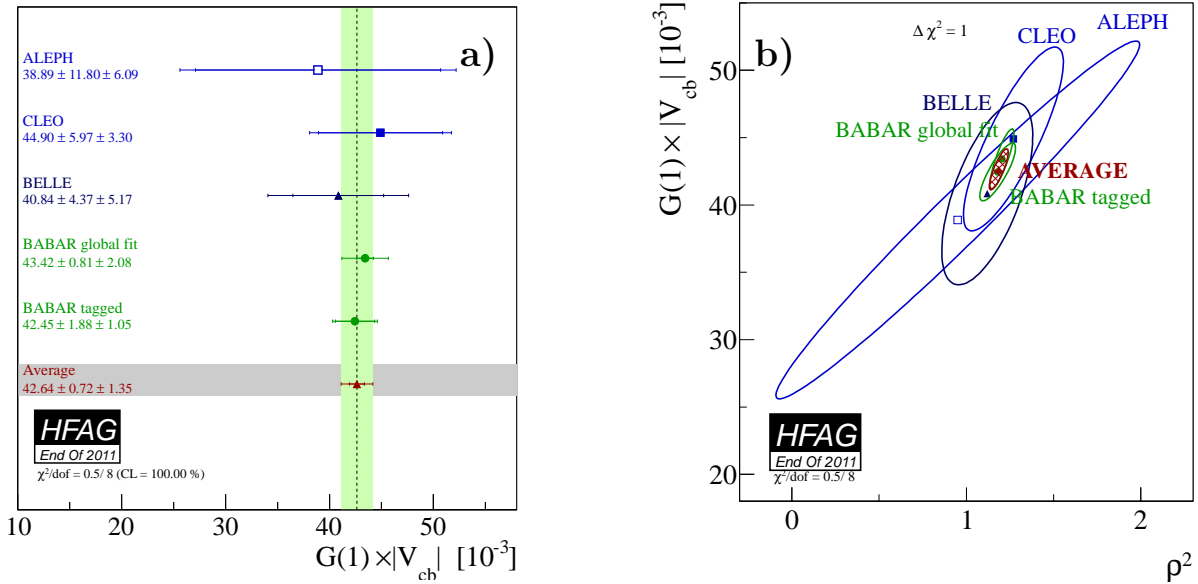 a)
ALEPH
38.89 ± 11.80 ± 6.09
CLEO
44.90 ± 5.97 ± 3.30
BELLE
40.84 ± 4.37 ± 5.17
BABAR global fit
43.42 ± 0.81 ± 2.08
BABAR tagged
42.45 ± 1.88 ± 1.05
Average
42.64 ± 0.72 ± 1.35
HFAG
End Of 2011
χ²/dof = 0.5/ 8 (CL = 100.00 %)
10 20 30 40 50
G(1) ×|V_cb| [10⁻³]
b)
G(1) × |V_cb| [10⁻³]
Δ χ² = 1
ALEPH
CLEO
BELLE
BABAR global fit
AVERAGE
BABAR tagged
50
40
30
20
HFAG
End Of 2011
χ²/dof = 0.5/ 8
0 1 2
ρ²